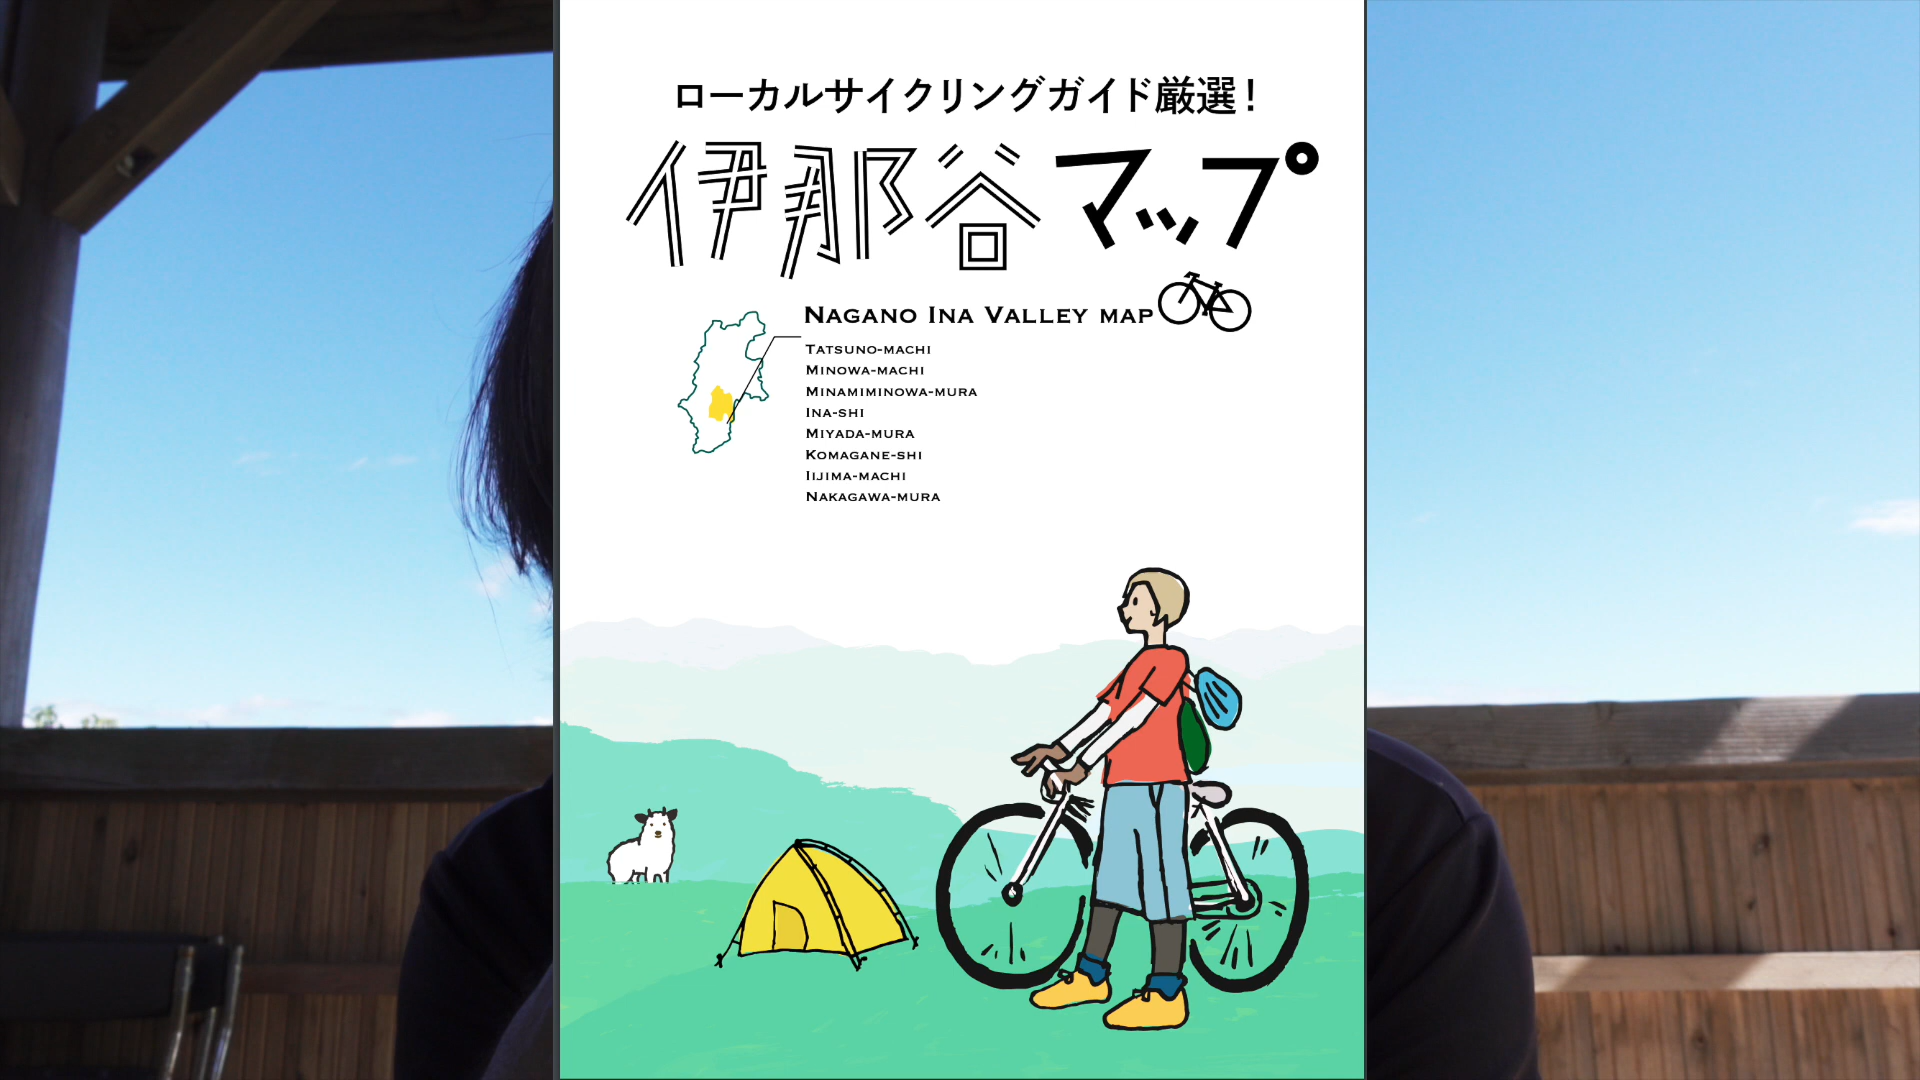 ローカルサイクリングガイド厳選！
伊那谷マップ
NAGANO INA VALLEY MAP
TATSUNO-MACHI
MINOWA-MACHI
MINAMIMINOWA-MURA
INA-SHI
MIYADA-MURA
KOMAGANE-SHI
IIJIMA-MACHI
NAKAGAWA-MURA